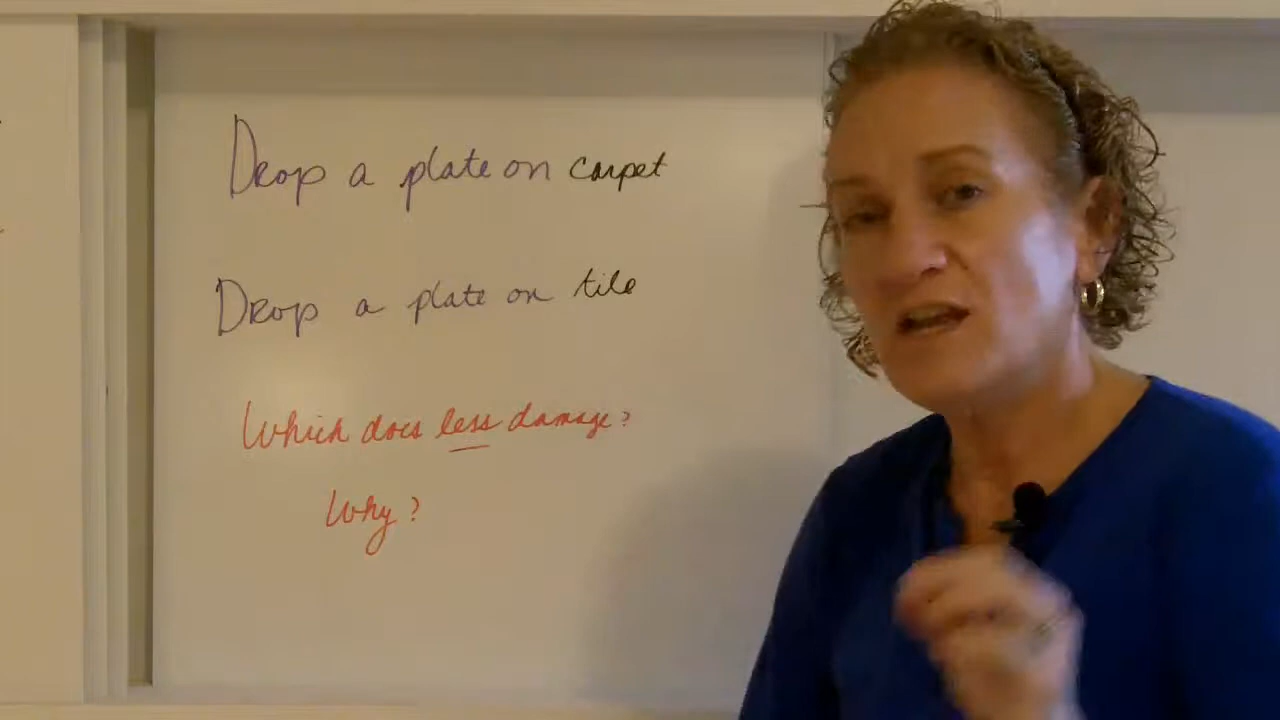 Drop a plate on carpet
Drop a plate on tile
Which does less damage?
Why?